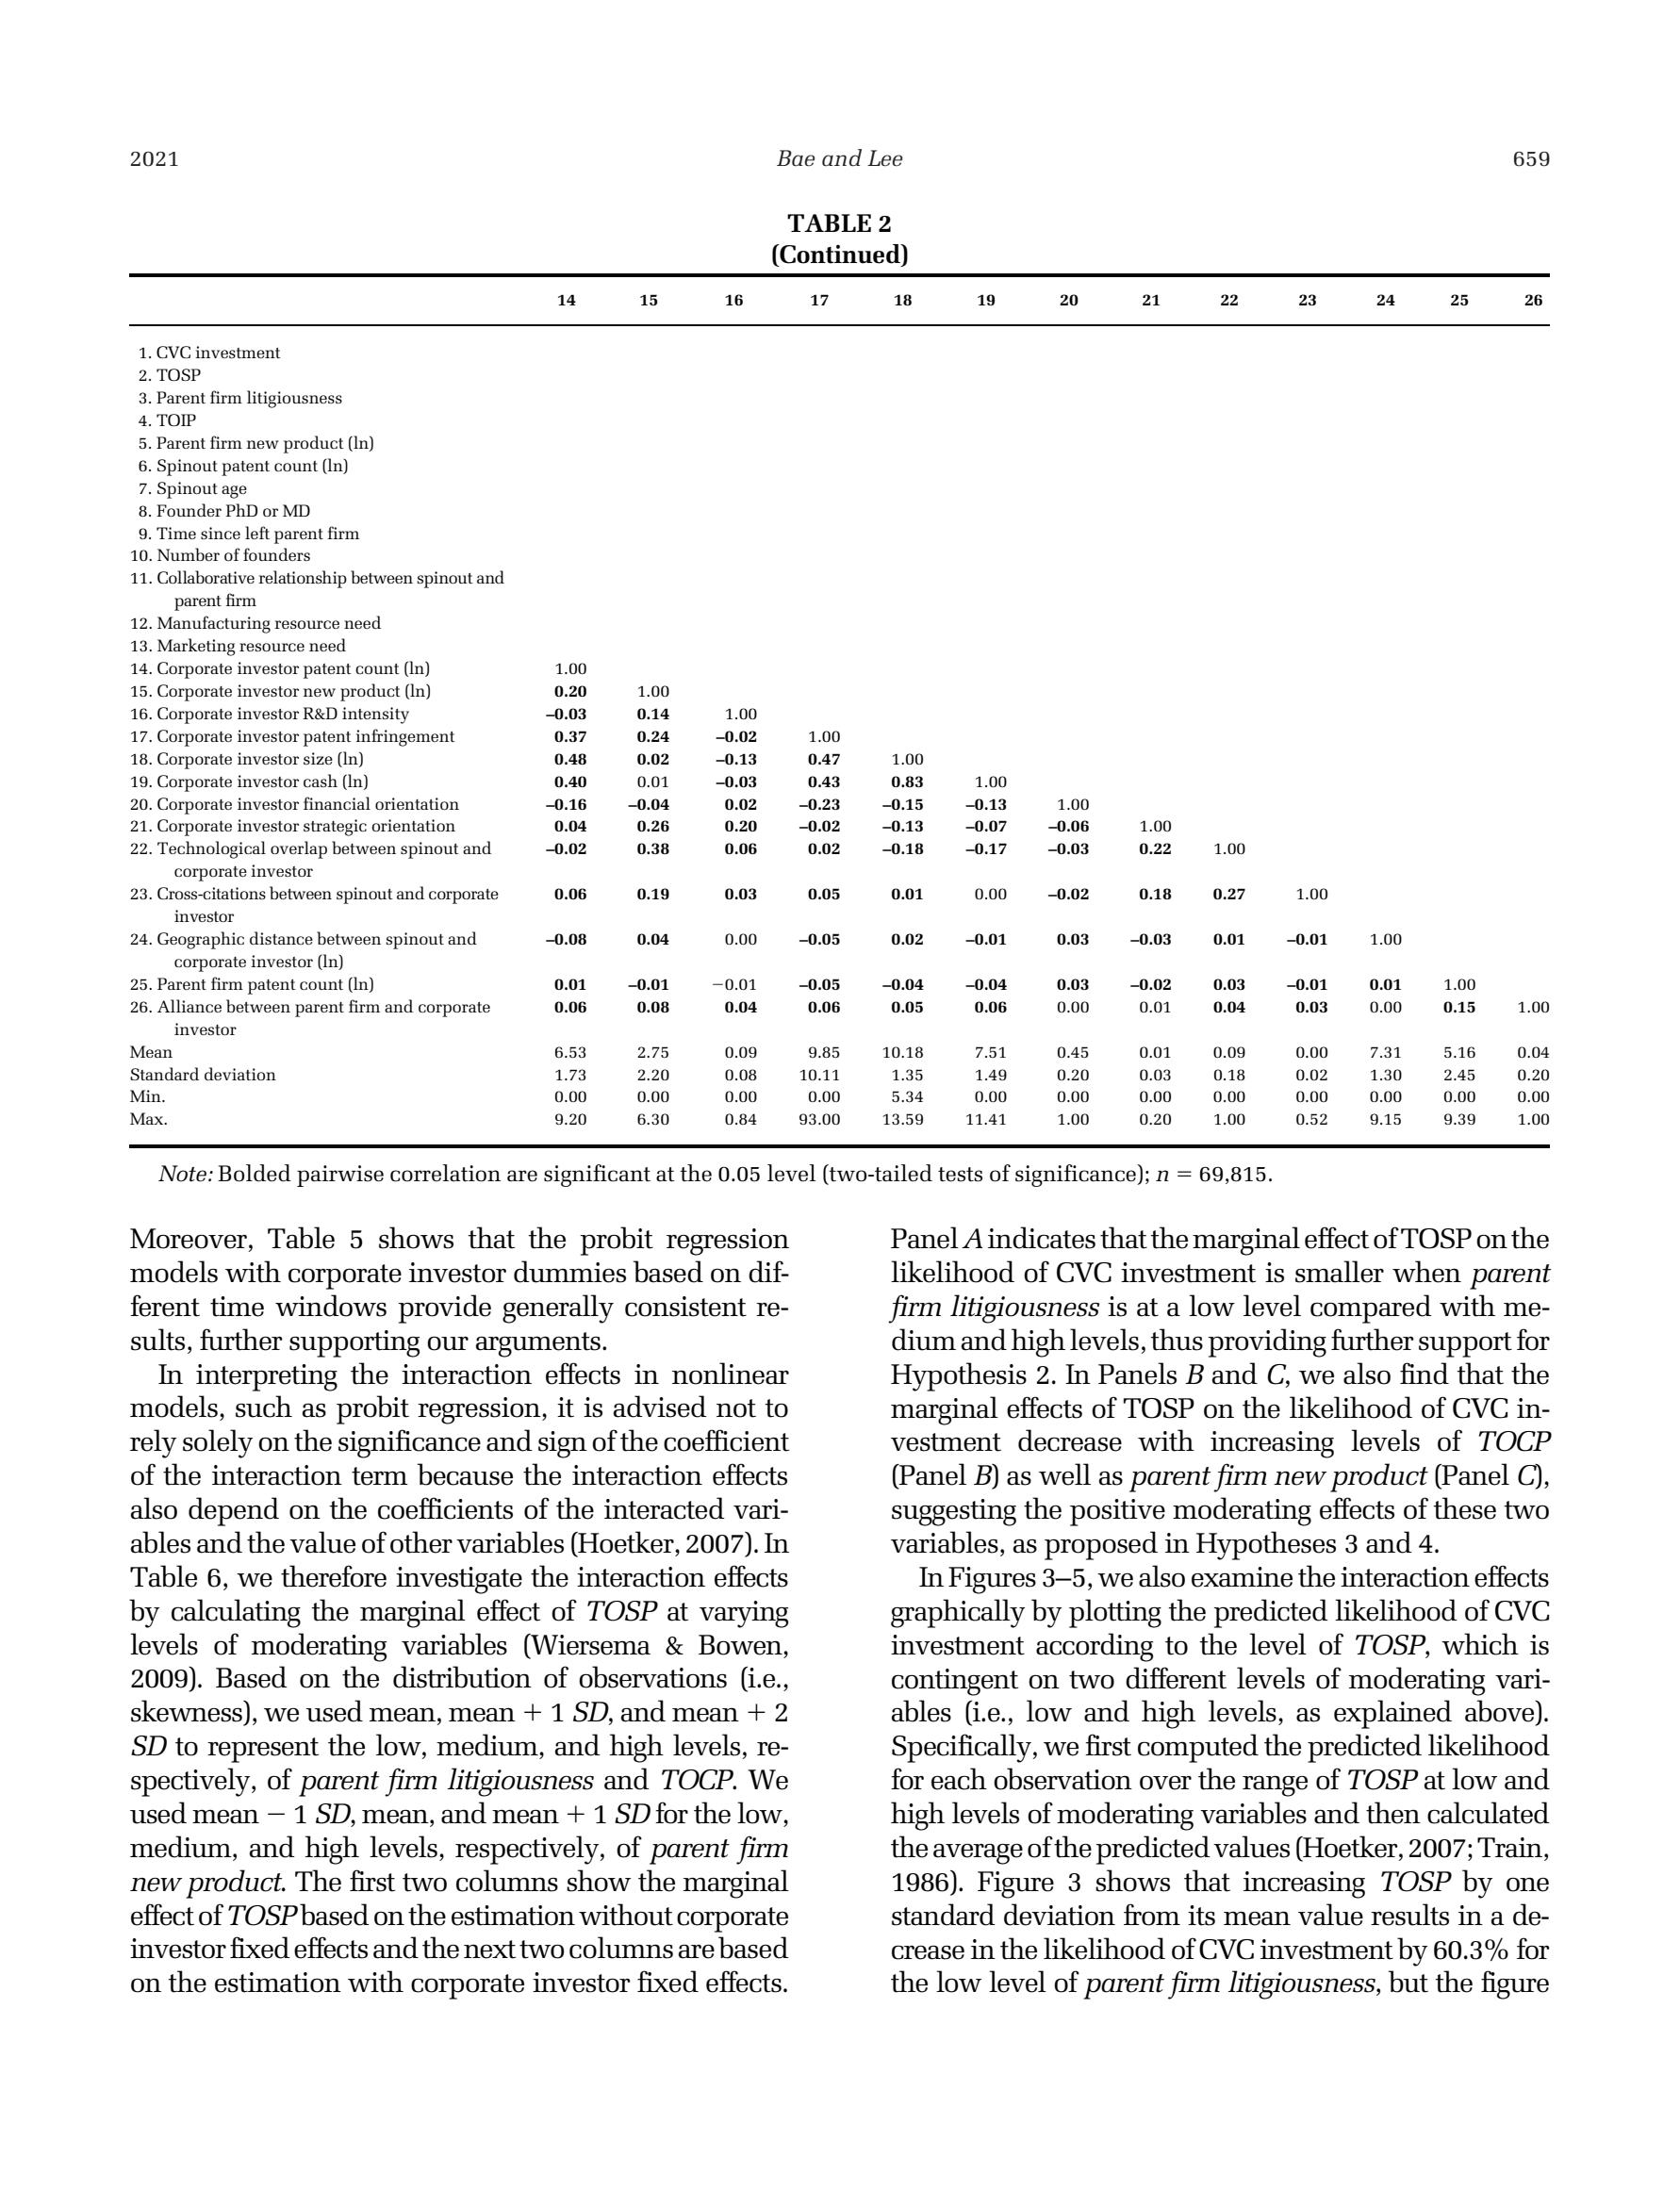 2021 Bae and Lee 659
TABLE 2
(Continued)
14 15 16 17 18 19 20 21 22 23 24 25 26
1. CVC investment
2. TOSP
3. Parent firm litigiousness
4. TOIP
5. Parent firm new product (ln)
6. Spinout patent count (ln)
7. Spinout age
8. Founder PhD or MD
9. Time since left parent firm
10. Number of founders
11. Collaborative relationship between spinout and
parent firm
12. Manufacturing resource need
13. Marketing resource need
14. Corporate investor patent count (ln) 1.00
15. Corporate investor new product (ln) 0.20 1.00
16. Corporate investor R&D intensity –0.03 0.14 1.00
17. Corporate investor patent infringement 0.37 0.24 –0.02 1.00
18. Corporate investor size (ln) 0.48 0.02 –0.13 0.47 1.00
19. Corporate investor cash (ln) 0.40 0.01 –0.03 0.43 0.83 1.00
20. Corporate investor financial orientation –0.16 –0.04 0.02 –0.23 –0.15 –0.13 1.00
21. Corporate investor strategic orientation 0.04 0.26 0.20 –0.02 –0.13 –0.07 –0.06 1.00
22. Technological overlap between spinout and –0.02 0.38 0.06 0.02 –0.18 –0.17 –0.03 0.22 1.00
corporate investor
23. Cross-citations between spinout and corporate 0.06 0.19 0.03 0.05 0.01 0.00 –0.02 0.18 0.27 1.00
investor
24. Geographic distance between spinout and –0.08 0.04 0.00 –0.05 0.02 –0.01 0.03 –0.03 0.01 –0.01 1.00
corporate investor (ln)
25. Parent firm patent count (ln) 0.01 –0.01 −0.01 –0.05 –0.04 –0.04 0.03 –0.02 0.03 –0.01 0.01 1.00
26. Alliance between parent firm and corporate 0.06 0.08 0.04 0.06 0.05 0.06 0.00 0.01 0.04 0.03 0.00 0.15 1.00
investor
Mean 6.53 2.75 0.09 9.85 10.18 7.51 0.45 0.01 0.09 0.00 7.31 5.16 0.04
Standard deviation 1.73 2.20 0.08 10.11 1.35 1.49 0.20 0.03 0.18 0.02 1.30 2.45 0.20
Min. 0.00 0.00 0.00 0.00 5.34 0.00 0.00 0.00 0.00 0.00 0.00 0.00 0.00
Max. 9.20 6.30 0.84 93.00 13.59 11.41 1.00 0.20 1.00 0.52 9.15 9.39 1.00
Note: Bolded pairwise correlation are significant at the 0.05 level (two-tailed tests of significance); n = 69,815.
Moreover, Table 5 shows that the probit regression
models with corporate investor dummies based on dif-
ferent time windows provide generally consistent re-
sults, further supporting our arguments.
In interpreting the interaction effects in nonlinear
models, such as probit regression, it is advised not to
rely solely on the significance and sign of the coefficient
of the interaction term because the interaction effects
also depend on the coefficients of the interacted vari-
ables and the value of other variables (Hoetker, 2007). In
Table 6, we therefore investigate the interaction effects
by calculating the marginal effect of TOSP at varying
levels of moderating variables (Wiersema & Bowen,
2009). Based on the distribution of observations (i.e.,
skewness), we used mean, mean + 1 SD, and mean + 2
SD to represent the low, medium, and high levels, re-
spectively, of parent firm litigiousness and TOCP. We
used mean − 1 SD, mean, and mean + 1 SD for the low,
medium, and high levels, respectively, of parent firm
new product. The first two columns show the marginal
effect of TOSP based on the estimation without corporate
investor fixed effects and the next two columns are based
on the estimation with corporate investor fixed effects.
Panel A indicates that the marginal effect of TOSP on the
likelihood of CVC investment is smaller when parent
firm litigiousness is at a low level compared with me-
dium and high levels, thus providing further support for
Hypothesis 2. In Panels B and C, we also find that the
marginal effects of TOSP on the likelihood of CVC in-
vestment decrease with increasing levels of TOCP
(Panel B) as well as parent firm new product (Panel C),
suggesting the positive moderating effects of these two
variables, as proposed in Hypotheses 3 and 4.
In Figures 3–5, we also examine the interaction effects
graphically by plotting the predicted likelihood of CVC
investment according to the level of TOSP, which is
contingent on two different levels of moderating vari-
ables (i.e., low and high levels, as explained above).
Specifically, we first computed the predicted likelihood
for each observation over the range of TOSP at low and
high levels of moderating variables and then calculated
the average of the predicted values (Hoetker, 2007; Train,
1986). Figure 3 shows that increasing TOSP by one
standard deviation from its mean value results in a de-
crease in the likelihood of CVC investment by 60.3% for
the low level of parent firm litigiousness, but the figure